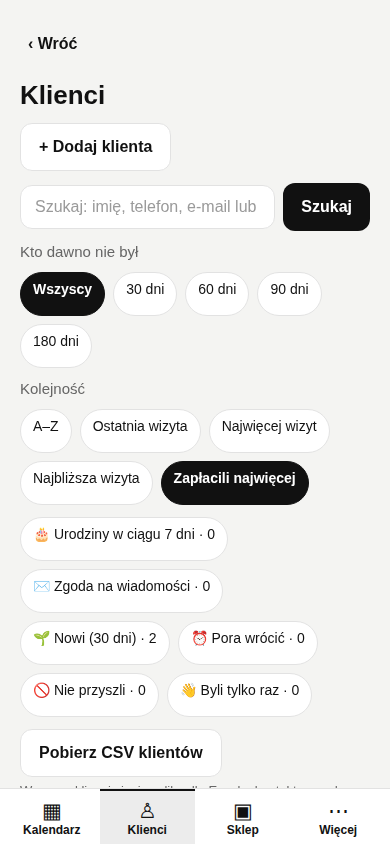 ‹ Wróć
Klienci
+ Dodaj klienta
Szukaj: imię, telefon, e-mail lub
Szukaj
Kto dawno nie był
Wszyscy
30 dni
60 dni
90 dni
180 dni
Kolejność
A–Z
Ostatnia wizyta
Najwięcej wizyt
Najbliższa wizyta
Zapłacili najwięcej
🎂 Urodziny w ciągu 7 dni · 0
✉️ Zgoda na wiadomości · 0
🌱 Nowi (30 dni) · 2
⏰ Pora wrócić · 0
🚫 Nie przyszli · 0
👋 Byli tylko raz · 0
Pobierz CSV klientów
Kalendarz
Klienci
Sklep
Więcej